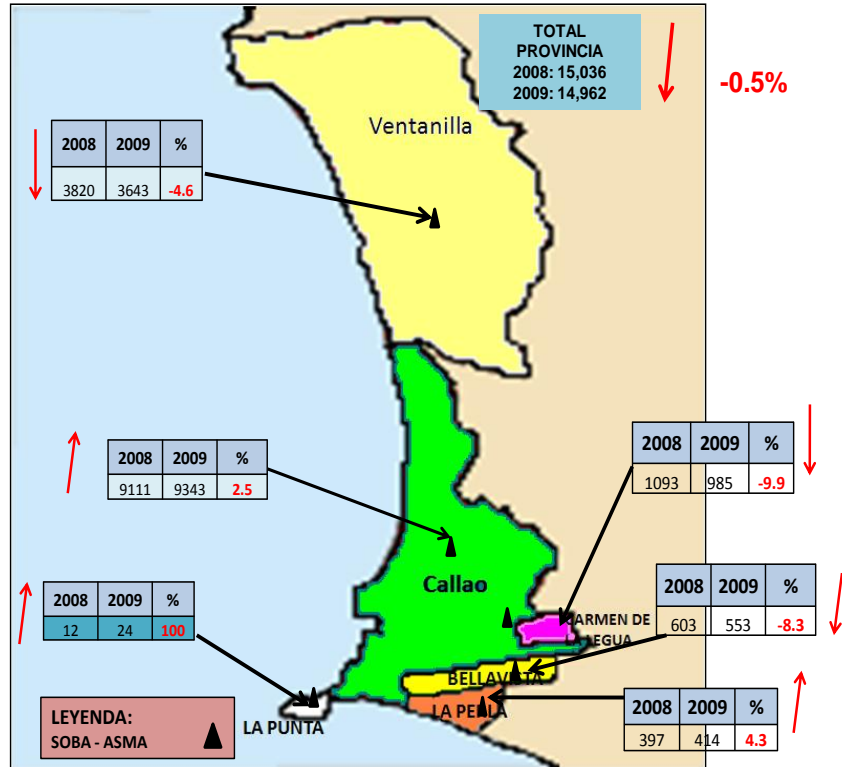 TOTAL
PROVINCIA
2008: 15,036
2009: 14,962
-0.5%
Ventanilla
2008 2009 %
3820 3643 -4.6
2008 2009 %
9111 9343 2.5
2008 2009 %
1093 985 -9.9
Callao
2008 2009 %
12 24 100
CARMEN DE
LEGUA
2008 2009 %
603 553 -8.3
BELLAVISTA
LA PERLA
2008 2009 %
397 414 4.3
LA PUNTA
LEYENDA:
SOBA - ASMA